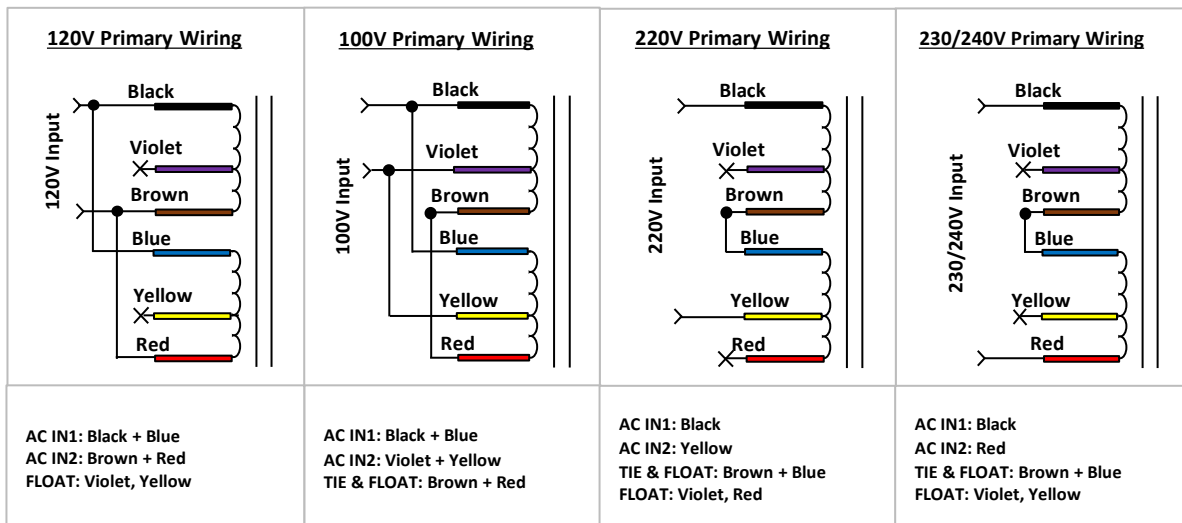 120V Primary Wiring
Black
Violet
Brown
Blue
Yellow
Red
120V Input
AC IN1: Black + Blue
AC IN2: Brown + Red
FLOAT: Violet, Yellow
100V Primary Wiring
Black
Violet
Brown
Blue
Yellow
Red
100V Input
AC IN1: Black + Blue
AC IN2: Violet + Yellow
TIE & FLOAT: Brown + Red
220V Primary Wiring
Black
Violet
Brown
Blue
Yellow
Red
220V Input
AC IN1: Black
AC IN2: Yellow
TIE & FLOAT: Brown + Blue
FLOAT: Violet, Red
230/240V Primary Wiring
Black
Violet
Brown
Blue
Yellow
Red
230/240V Input
AC IN1: Black
AC IN2: Red
TIE & FLOAT: Brown + Blue
FLOAT: Violet, Yellow